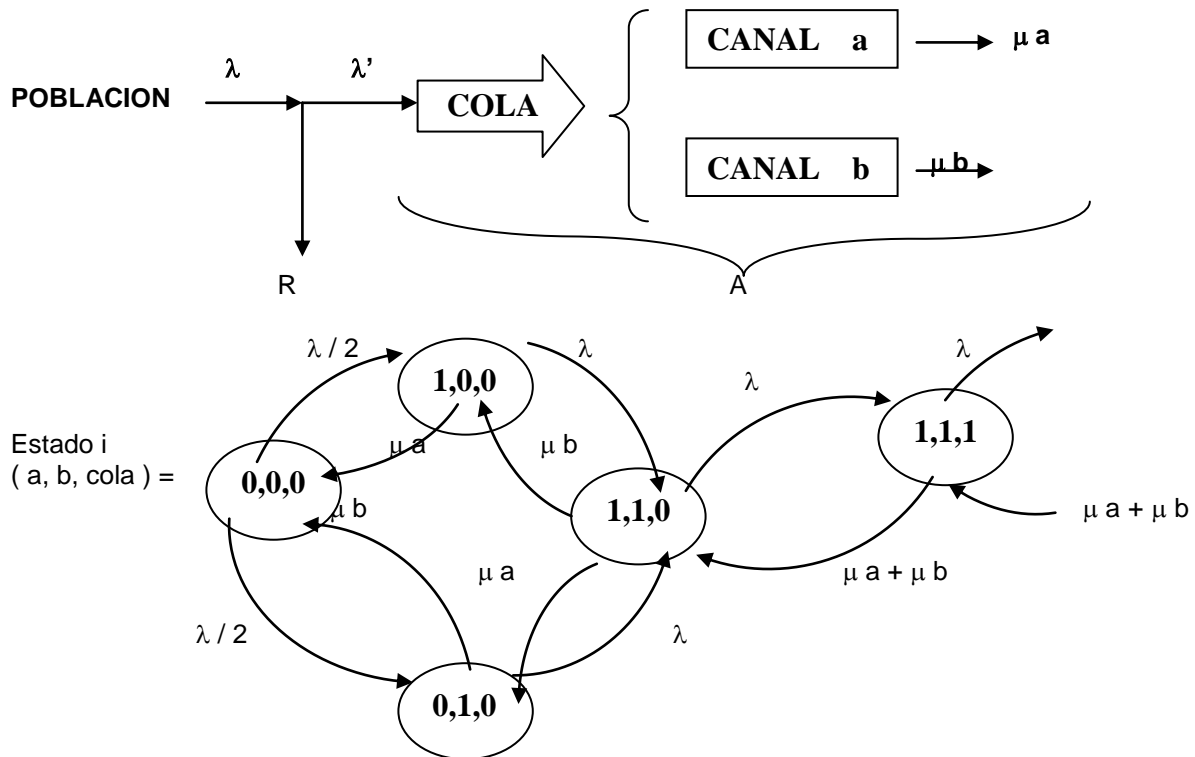 CANAL a
μ a
λ
λ’
POBLACION
COLA
CANAL b
μ b
R
A
λ / 2
λ
λ
λ
1,0,0
1,1,1
Estado i
( a, b, cola ) =
μ a
μ b
0,0,0
μ b
1,1,0
μ a + μ b
μ a
μ a + μ b
λ / 2
λ
0,1,0